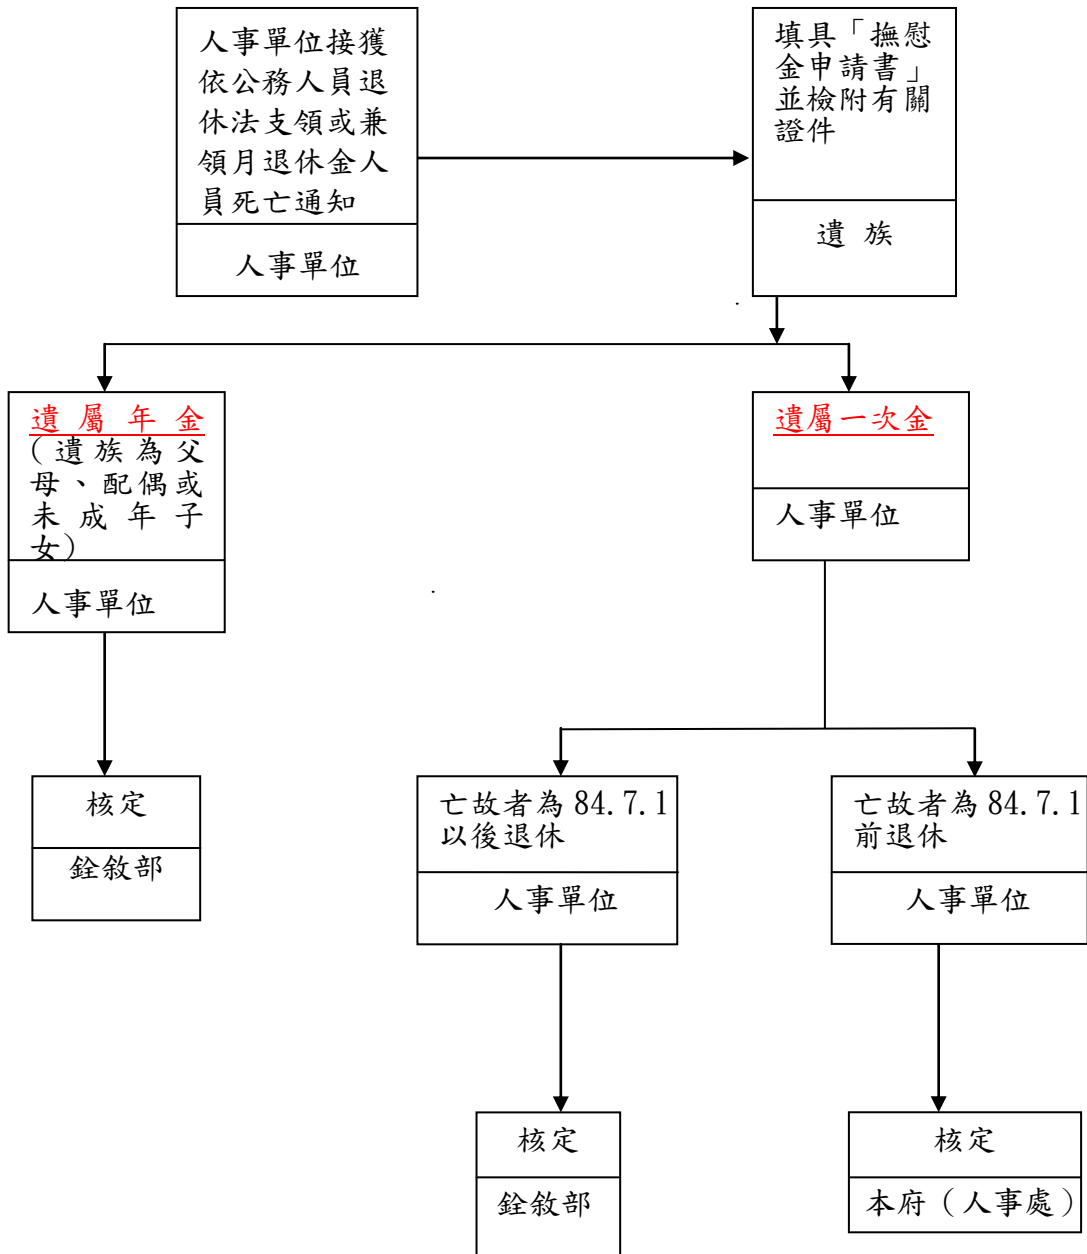 人事單位接獲
依公務人員退
休法支領或兼
領月退休金人
員死亡通知
人事單位
填具「撫慰
金申請書」
並檢附有關
證件
遺 族
遺 屬 年 金
（遺族為父
母、配偶或
未成年子
女）
人事單位
遺屬一次金
人事單位
核定
銓敘部
亡故者為 84.7.1
以後退休
人事單位
亡故者為 84.7.1
前退休
人事單位
核定
銓敘部
核定
本府（人事處）